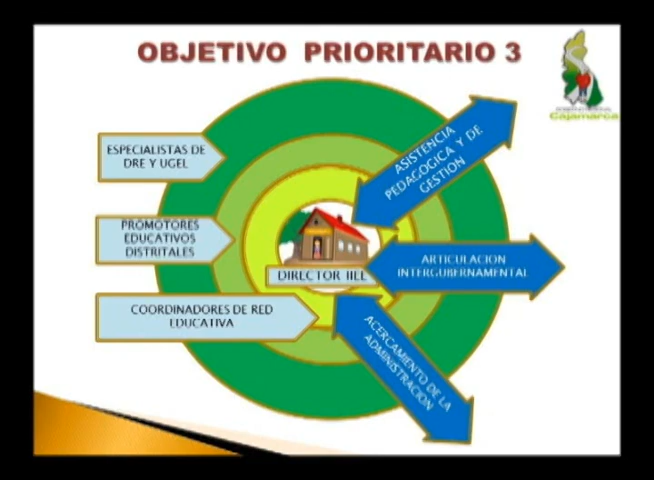 OBJETIVO PRIORITARIO 3
Cajamarca
ESPECIALISTAS DE
DRE Y UGEL
PROMOTORES
EDUCATIVOS
DISTRITALES
COORDINADORES DE RED
EDUCATIVA
DIRECTOR IIEE
ASISTENCIA
PEDAGOGICA Y DE
GESTION
ARTICULACION
INTERGUBERNAMENTAL
ACERCAMIENTO DE LA
ADMINISTRACION